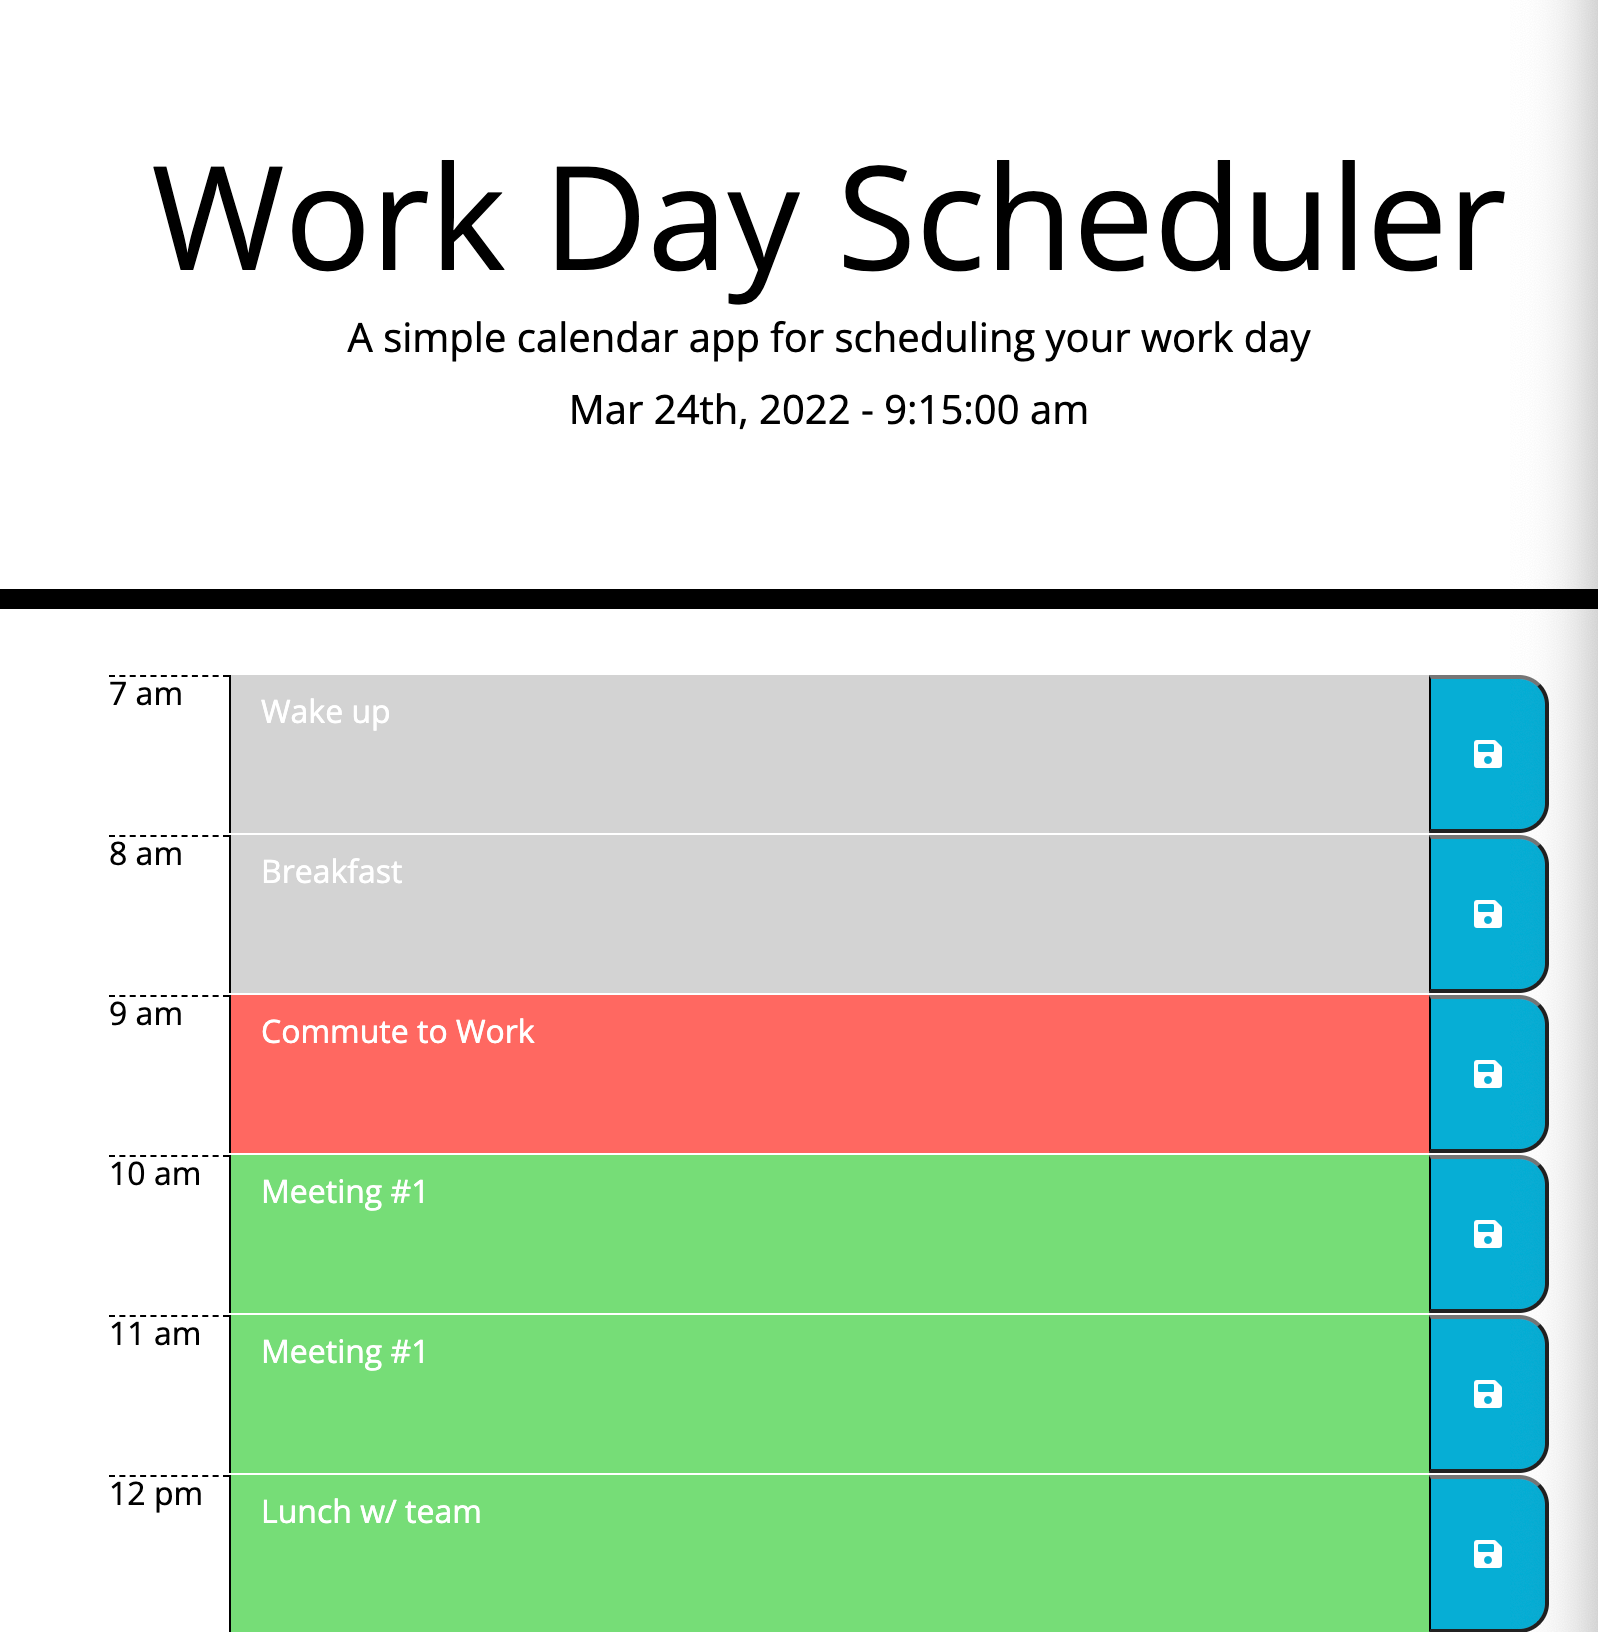 Work Day Scheduler
A simple calendar app for scheduling your work day
Mar 24th, 2022 - 9:15:00 am
7 am
Wake up
8 am
Breakfast
9 am
Commute to Work
10 am
Meeting #1
11 am
Meeting #1
12 pm
Lunch w/ team